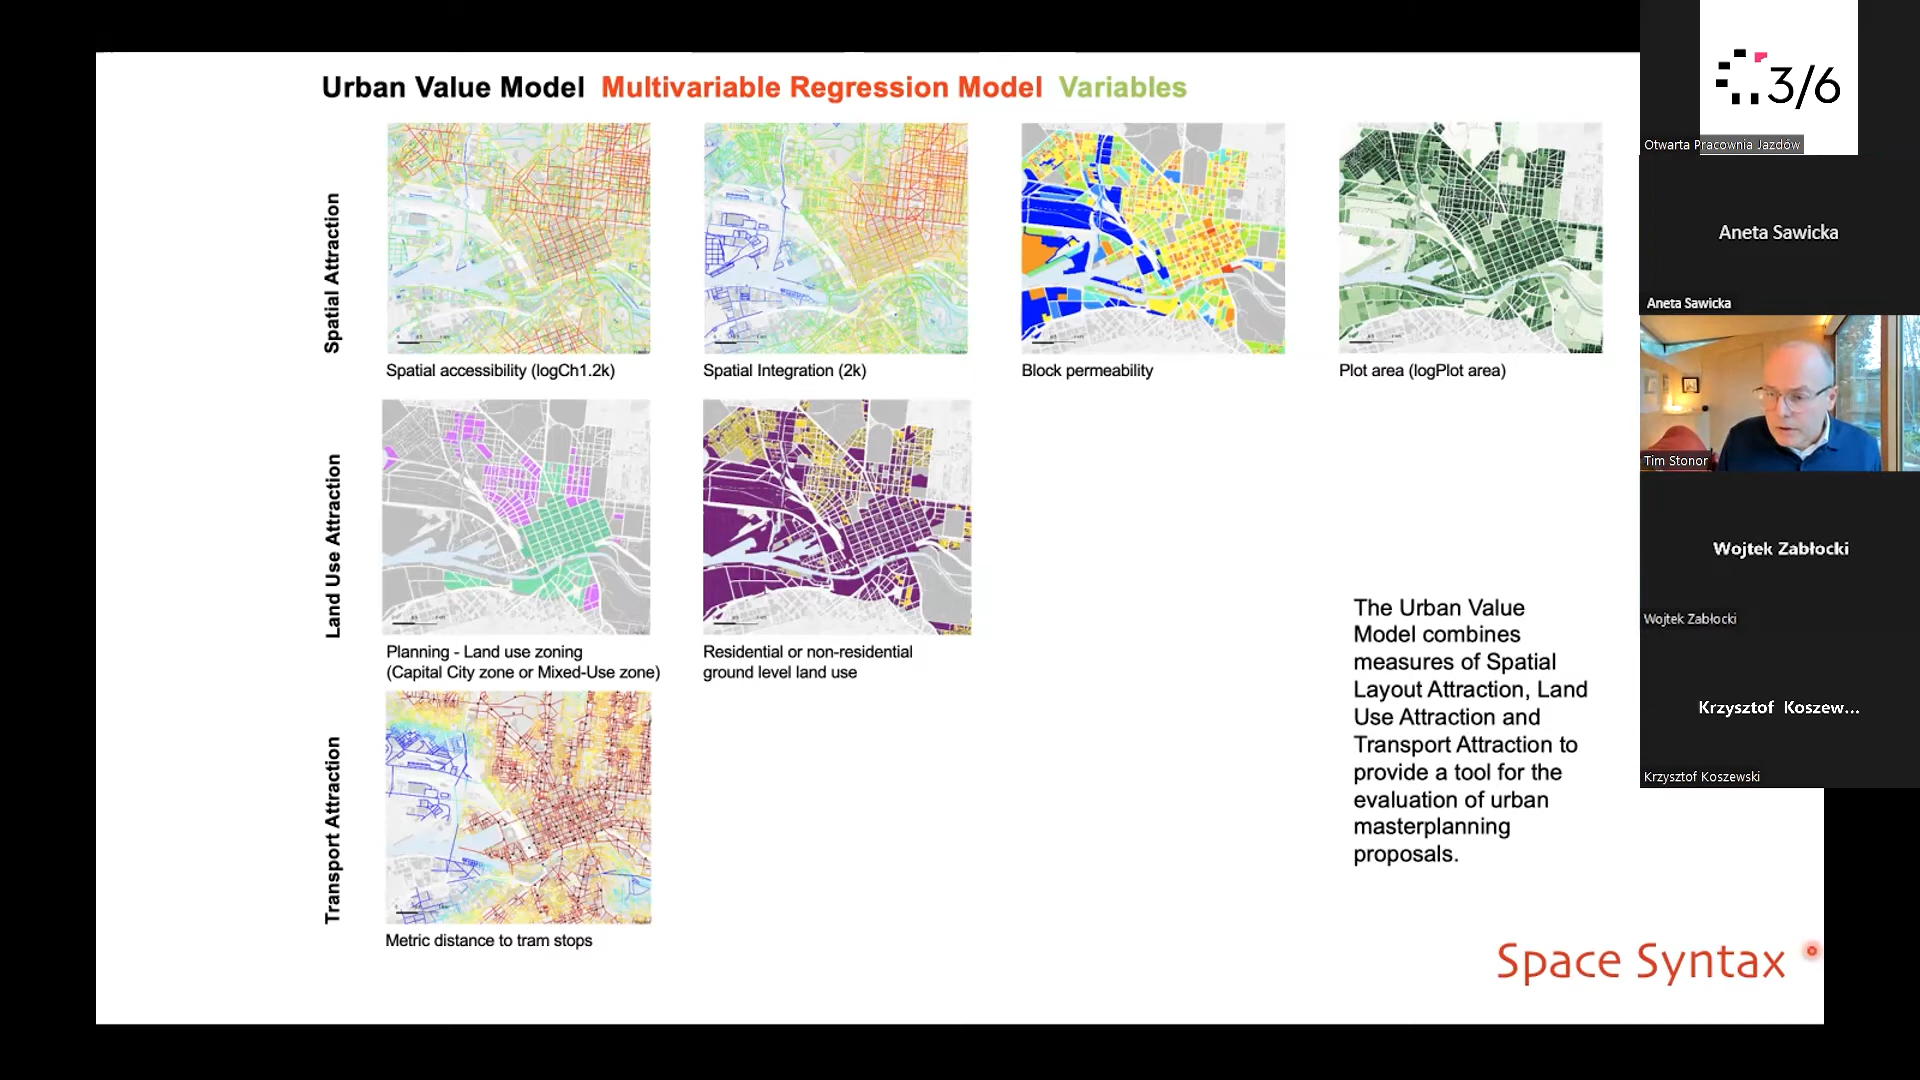 Urban Value Model Multivariable Regression Model Variables
Spatial Attraction
Spatial accessibility (logCh1.2k)
Spatial Integration (2k)
Block permeability
Plot area (logPlot area)
Land Use Attraction
Planning - Land use zoning
(Capital City zone or Mixed-Use zone)
Residential or non-residential
ground level land use
Transport Attraction
Metric distance to tram stops
The Urban Value
Model combines
measures of Spatial
Layout Attraction, Land
Use Attraction and
Transport Attraction to
provide a tool for the
evaluation of urban
masterplanning
proposals.
Space Syntax
3/6
Otwarta Pracownia Jazdów
Aneta Sawicka
Aneta Sawicka
Tim Stonor
Wojtek Zabłocki
Wojtek Zabłocki
Krzysztof Koszew...
Krzysztof Koszewski